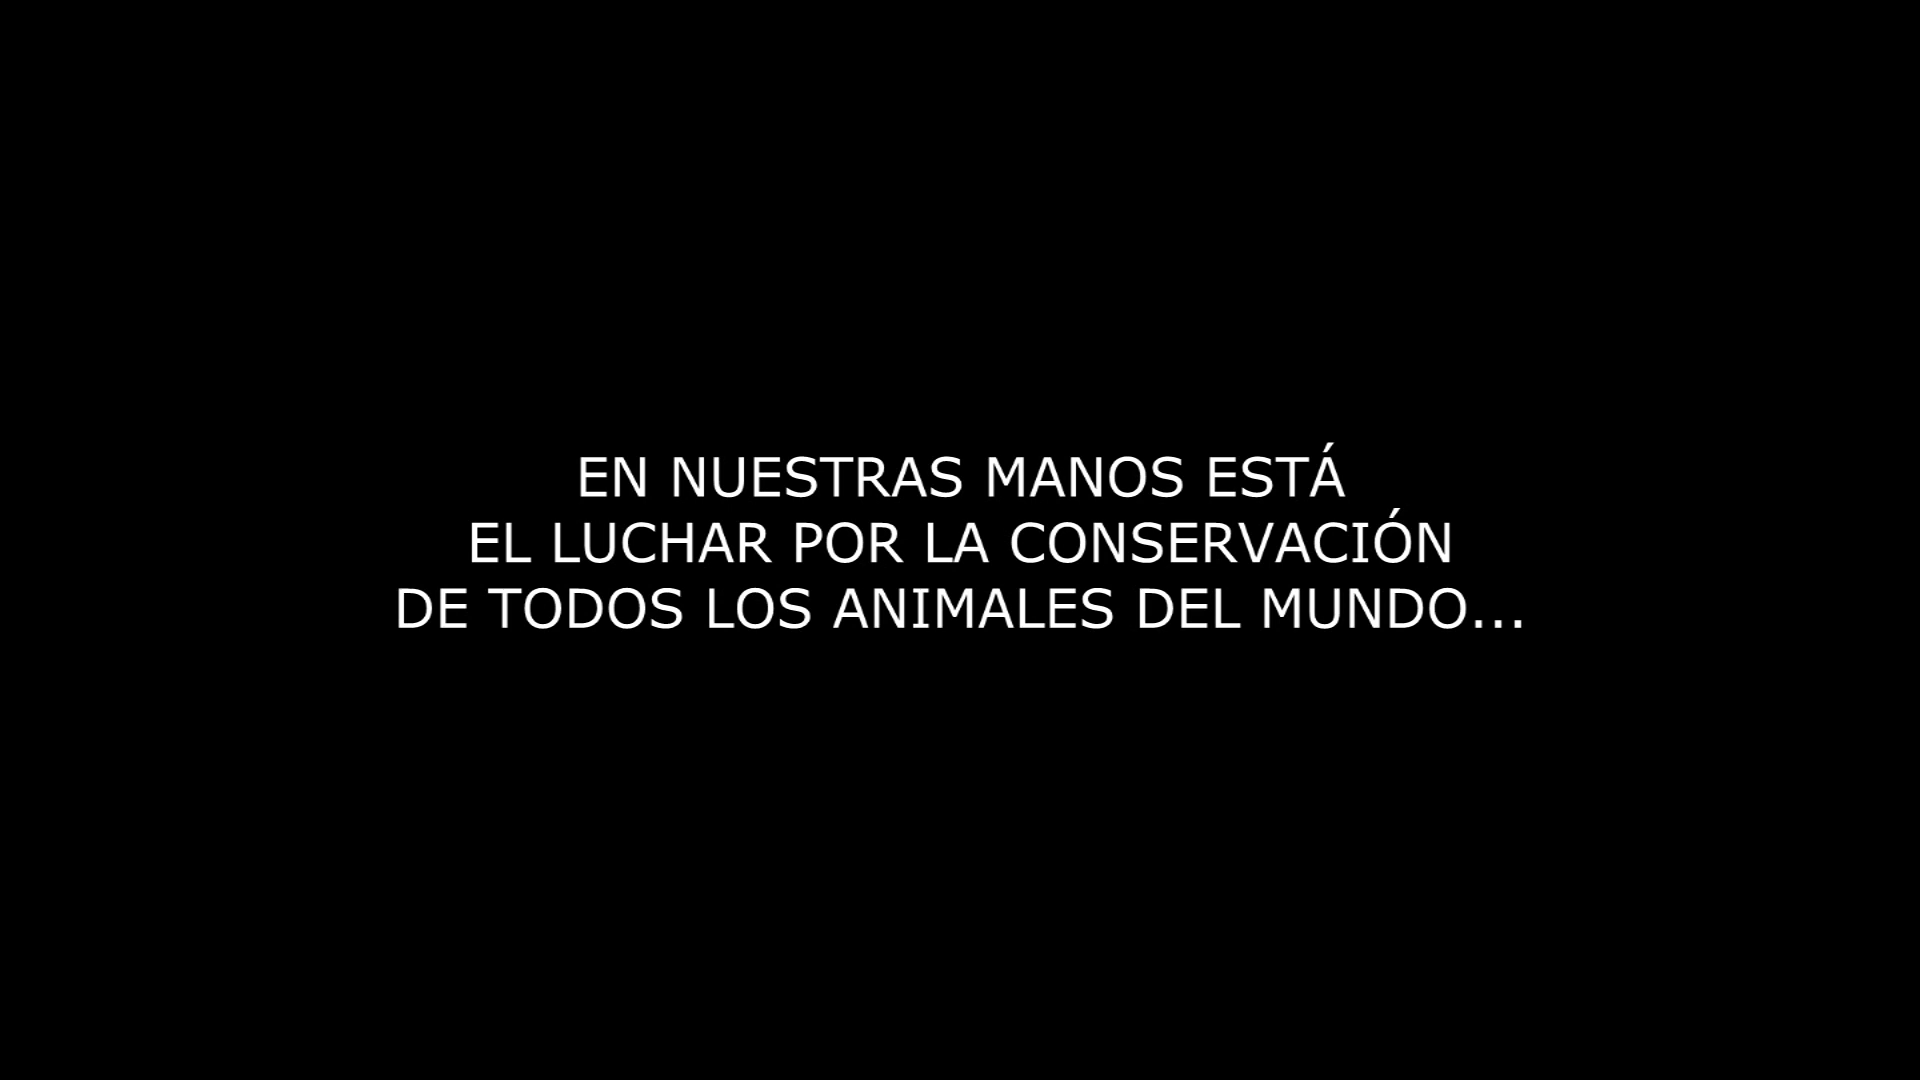 EN NUESTRAS MANOS ESTÁ
EL LUCHAR POR LA CONSERVACIÓN
DE TODOS LOS ANIMALES DEL MUNDO...